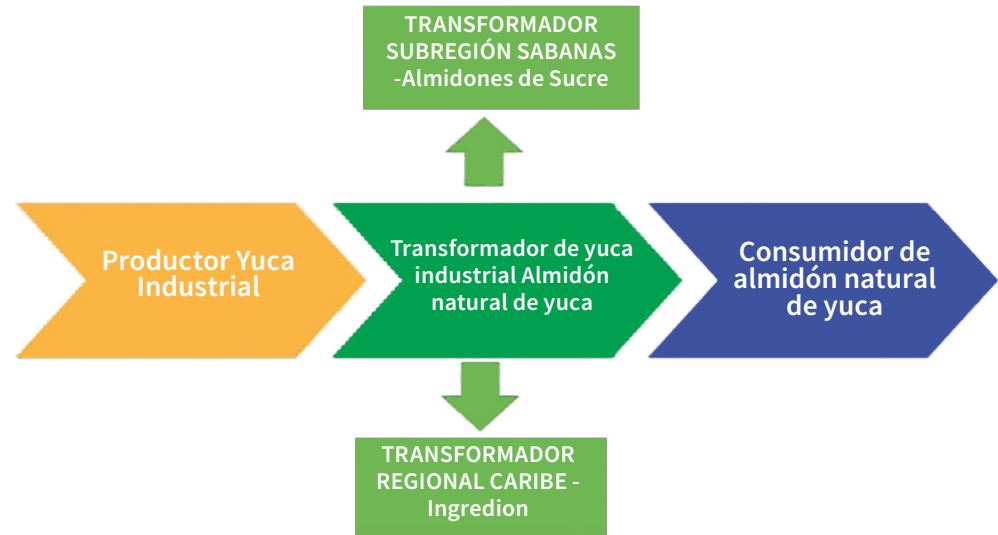 TRANSFORMADOR
SUBREGIÓN SABANAS
-Almidones de Sucre
Productor Yuca
Industrial
Transformador de yuca
industrial Almidón
natural de yuca
Consumidor de
almidón natural
de yuca
TRANSFORMADOR
REGIONAL CARIBE -
Ingredion